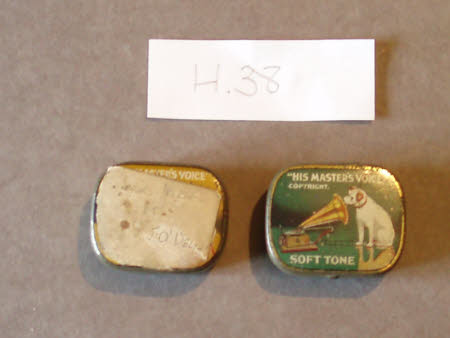 H.38
MASTER'S VOICE
"HIS MASTER'S VOICE"
COPYRIGHT.
SOFT TONE